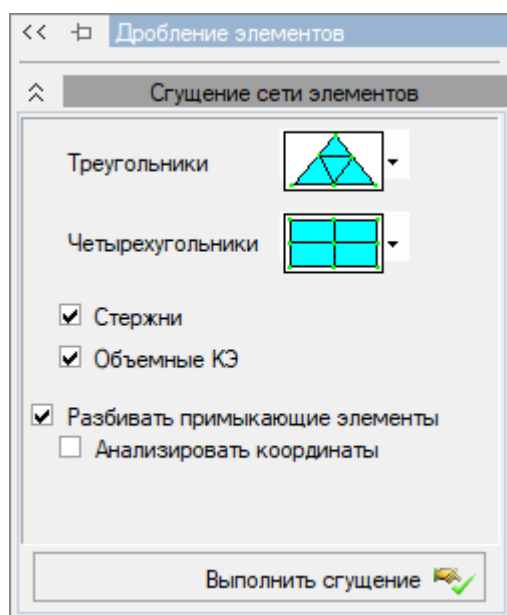 << Дробление элементов
Сгущение сети элементов
Треугольники
Четырехугольники
Стержни
Объемные КЭ
Разбивать примыкающие элементы
Анализировать координаты
Выполнить сгущение